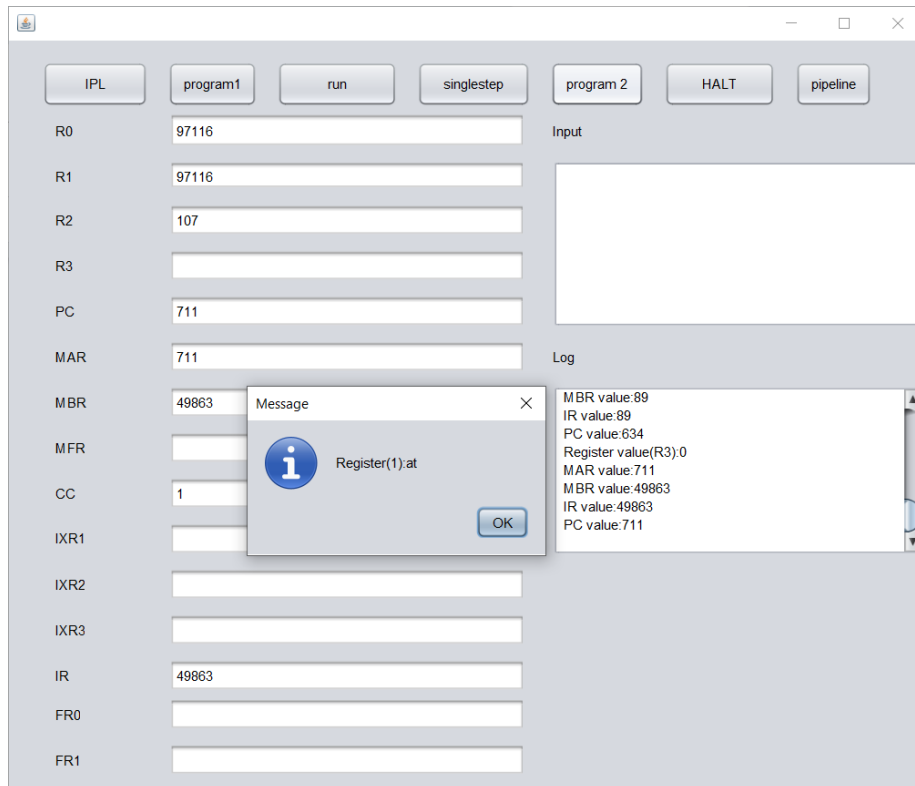 IPL program1 run singlestep program 2 HALT pipeline
R0 97116
R1 97116
R2 107
R3
PC 711
MAR 711
MBR 49863
MFR
CC 1
IXR1
IXR2
IXR3
IR 49863
FR0
FR1
Input
Log
MBR value:89
IR value:89
PC value:634
Register value(R3):0
MAR value:711
MBR value:49863
IR value:49863
PC value:711
Message
Register(1):at
OK